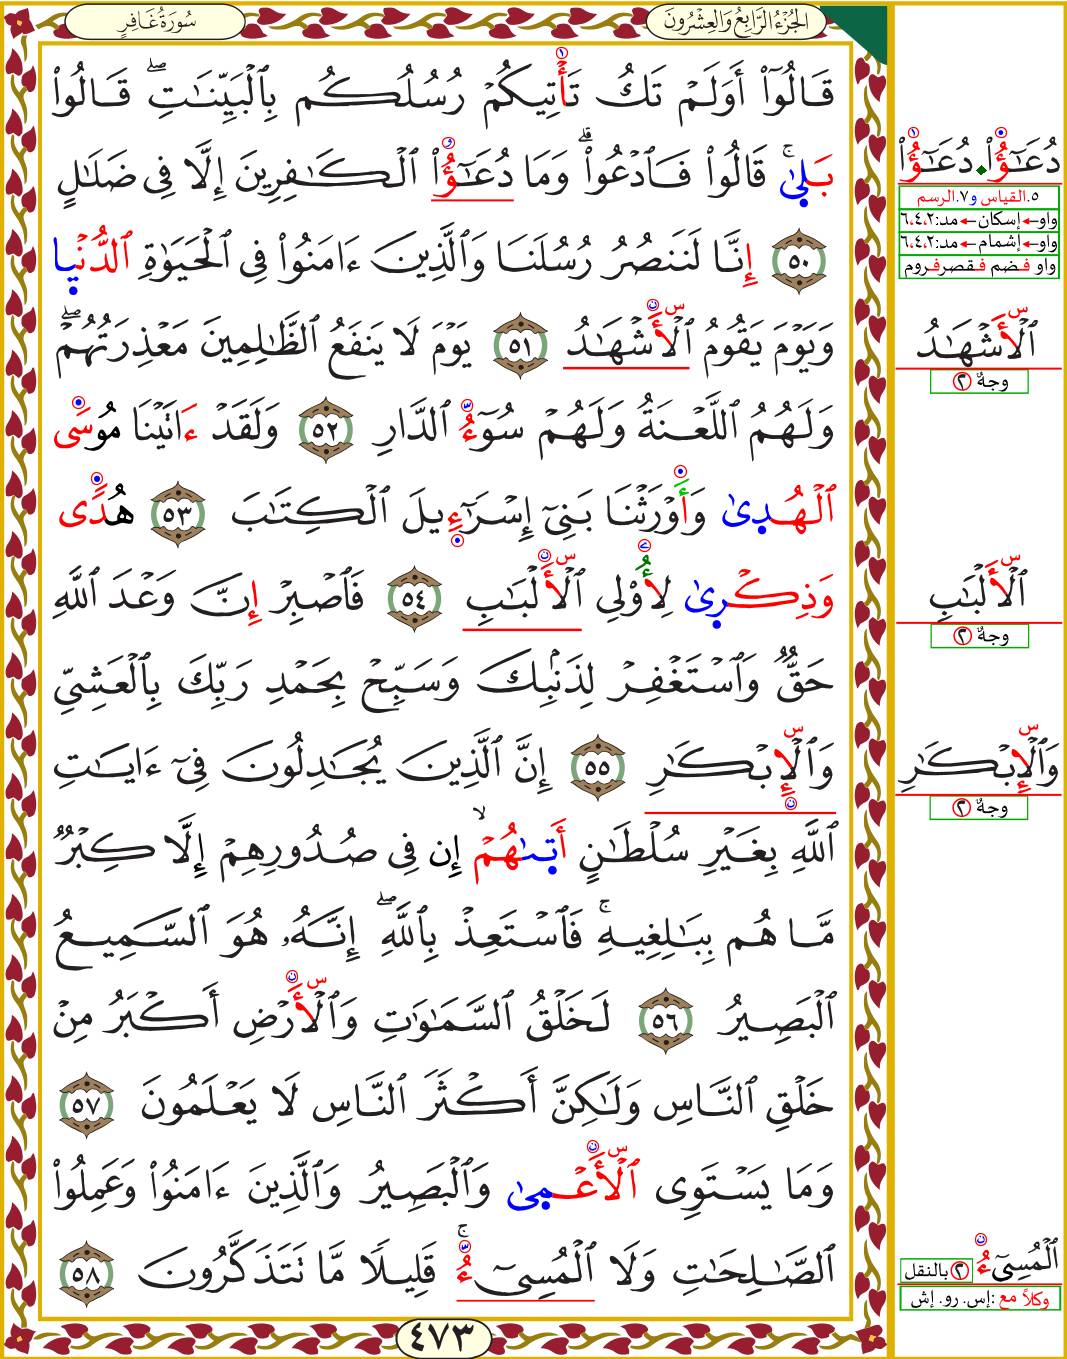 سُورَةُ غَافِرٍ
الجُزْءُ الرَّابِعُ وَالعِشْرُونَ
قَالُوٓاْ أَوَلَمْ تَكُ تَأْتِيكُمْ رُسُلُكُم بِٱلْبَيِّنَٰتِ ۖ قَالُواْ
بَلَىٰ ۚ قَالُواْ فَٱدْعُواْ ۗ وَمَا دُعَٰٓؤُاْ ٱلْكَٰفِرِينَ إِلَّا فِى ضَلَٰلٍ
٥٠ إِنَّا لَنَنصُرُ رُسُلَنَا وَٱلَّذِينَ ءَامَنُواْ فِى ٱلْحَيَوٰةِ ٱلدُّنْيَا
وَيَوْمَ يَقُومُ ٱلْأَشْهَٰدُ ٥١ يَوْمَ لَا يَنفَعُ ٱلظَّٰلِمِينَ مَعْذِرَتُهُمْ ۖ
وَلَهُمُ ٱللَّعْنَةُ وَلَهُمْ سُوٓءُ ٱلدَّارِ ٥٢ وَلَقَدْ ءَاتَيْنَا مُوسَى
ٱلْهُدَىٰ وَأَوْرَثْنَا بَنِىٓ إِسْرَٰٓءِيلَ ٱلْكِتَٰبَ ٥٣ هُدًى
وَذِكْرَىٰ لِأُوْلِى ٱلْأَلْبَٰبِ ٥٤ فَٱصْبِرْ إِنَّ وَعْدَ ٱللَّهِ
حَقٌّ وَٱسْتَغْفِرْ لِذَنۢبِكَ وَسَبِّحْ بِحَمْدِ رَبِّكَ بِٱلْعَشِىِّ
وَٱلْإِبْكَٰرِ ٥٥ إِنَّ ٱلَّذِينَ يُجَٰدِلُونَ فِىٓ ءَايَٰتِ
ٱللَّهِ بِغَيْرِ سُلْطَٰنٍ أَتَىٰهُمْ ۙ إِن فِى صُدُورِهِمْ إِلَّا كِبْرٌ
مَّا هُم بِبَٰلِغِيهِ ۚ فَٱسْتَعِذْ بِٱللَّهِ ۖ إِنَّهُۥ هُوَ ٱلسَّمِيعُ
ٱلْبَصِيرُ ٥٦ لَخَلْقُ ٱلسَّمَٰوَٰتِ وَٱلْأَرْضِ أَكْبَرُ مِنْ
خَلْقِ ٱلنَّاسِ وَلَٰكِنَّ أَكْثَرَ ٱلنَّاسِ لَا يَعْلَمُونَ ٥٧
وَمَا يَسْتَوِى ٱلْأَعْمَىٰ وَٱلْبَصِيرُ وَٱلَّذِينَ ءَامَنُواْ وَعَمِلُواْ
ٱلصَّٰلِحَٰتِ وَلَا ٱلْمُسِىٓءُ ۚ قَلِيلًا مَّا تَتَذَكَّرُونَ ٥٨
٤٧٣
دُعَٰٓؤُاْ . دُعَٰٓؤُاْ
٥.القياس و٧.الرسم
واو←إسكان←مد:٦،٤،٢
واو←إشمام←مد:٦،٤،٢
واو فضم فقصرفروم
ٱلْأَشْهَٰدُ
٢ وجهٌ
ٱلْأَلْبَٰبِ
٢ وجهٌ
وَٱلْإِبْكَٰرِ
٢ وجهٌ
ٱلْمُسِىٓءُ
٢ بالنقل
وكلاً مع :إس. رو. إش